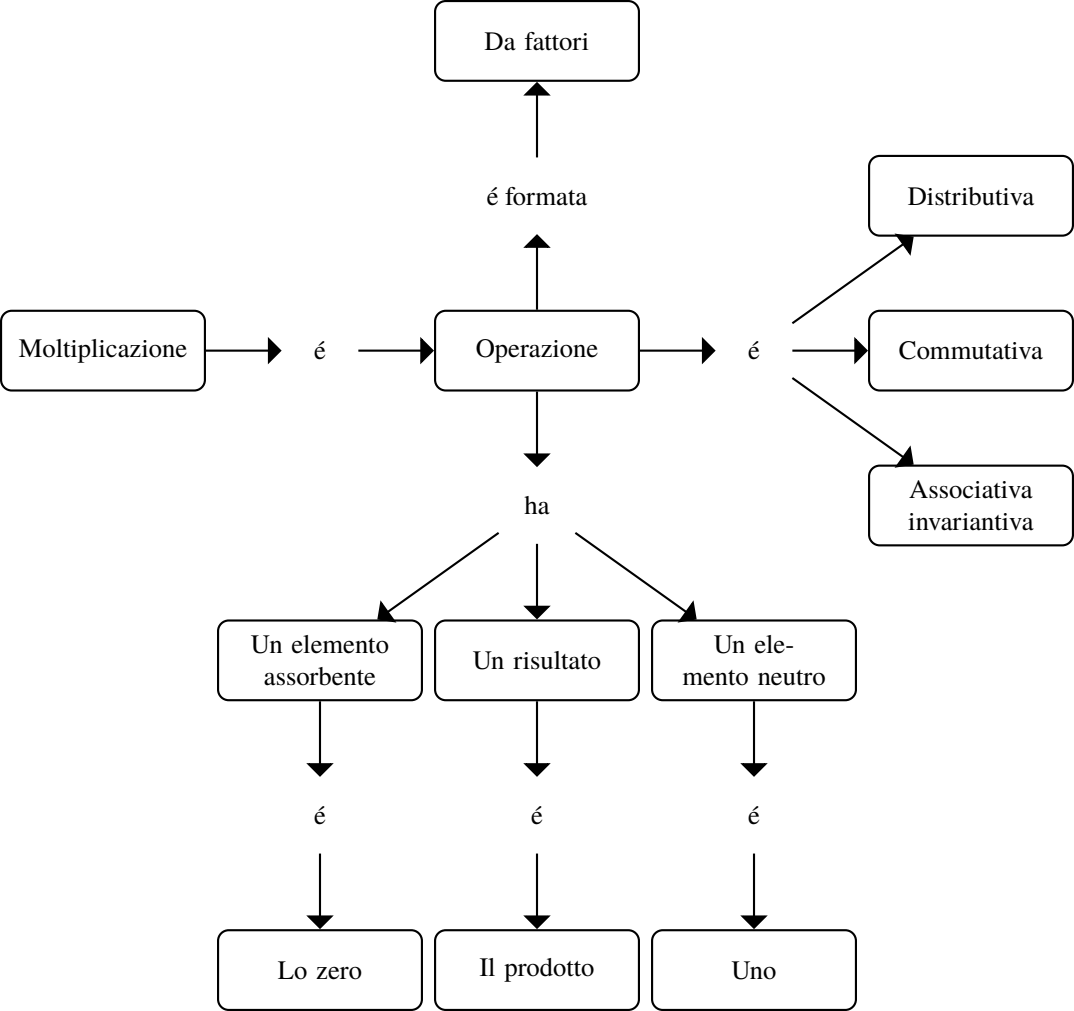 Da fattori
é formata
Distributiva
Moltiplicazione
é
Operazione
é
Commutativa
ha
Associativa
invariantiva
Un elemento
assorbente
Un risultato
Un ele-
mento neutro
é
é
é
Lo zero
Il prodotto
Uno